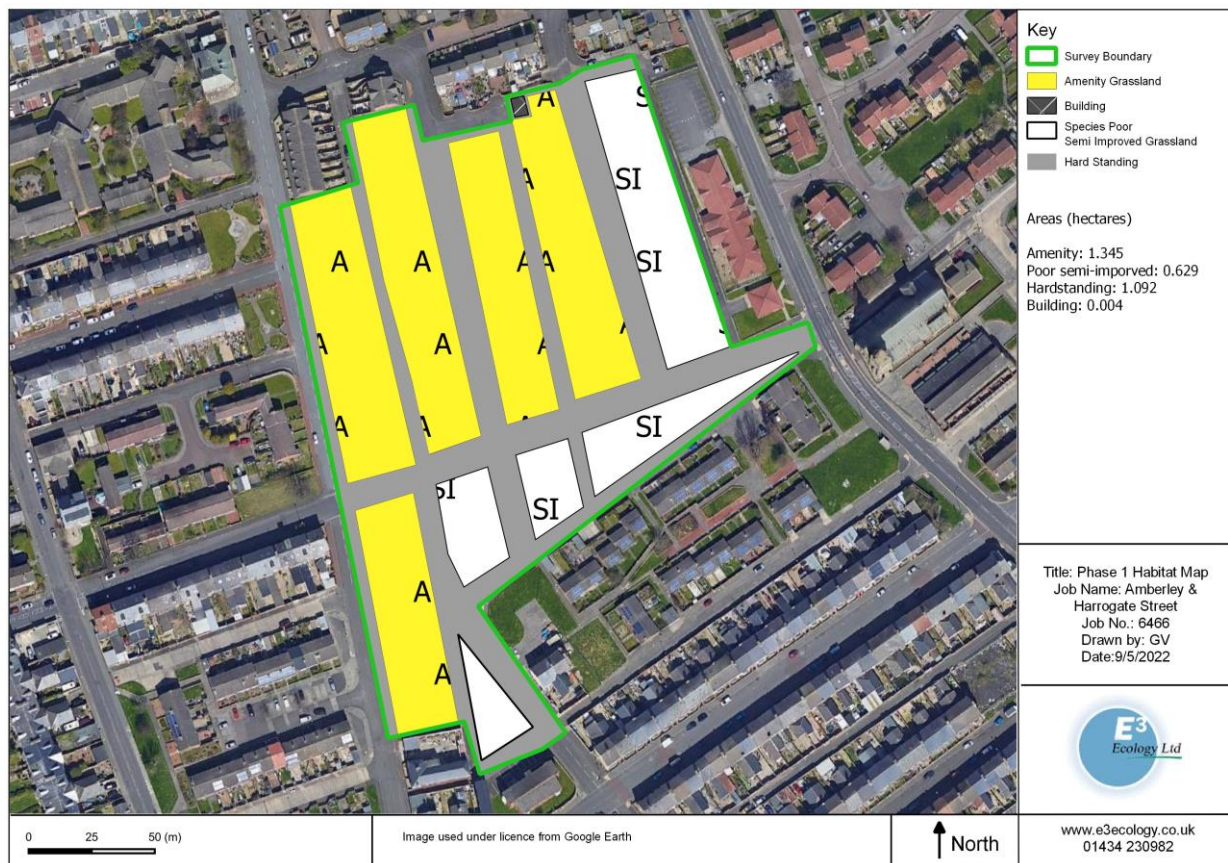 Key
Survey Boundary
Amenity Grassland
Building
Species Poor
Semi Improved Grassland
Hard Standing
Areas (hectares)
Amenity: 1.345
Poor semi-imporved: 0.629
Hardstanding: 1.092
Building: 0.004
A
S
A
SI
A
A
A
A
SI
A
A
A
A
A
A
A
SI
SI
SI
A
A
Title: Phase 1 Habitat Map
Job Name: Amberley &
Harrogate Street
Job No.: 6466
Drawn by: GV
Date:9/5/2022
E3
Ecology Ltd
0 25 50 (m)
Image used under licence from Google Earth
North
www.e3ecology.co.uk
01434 230982